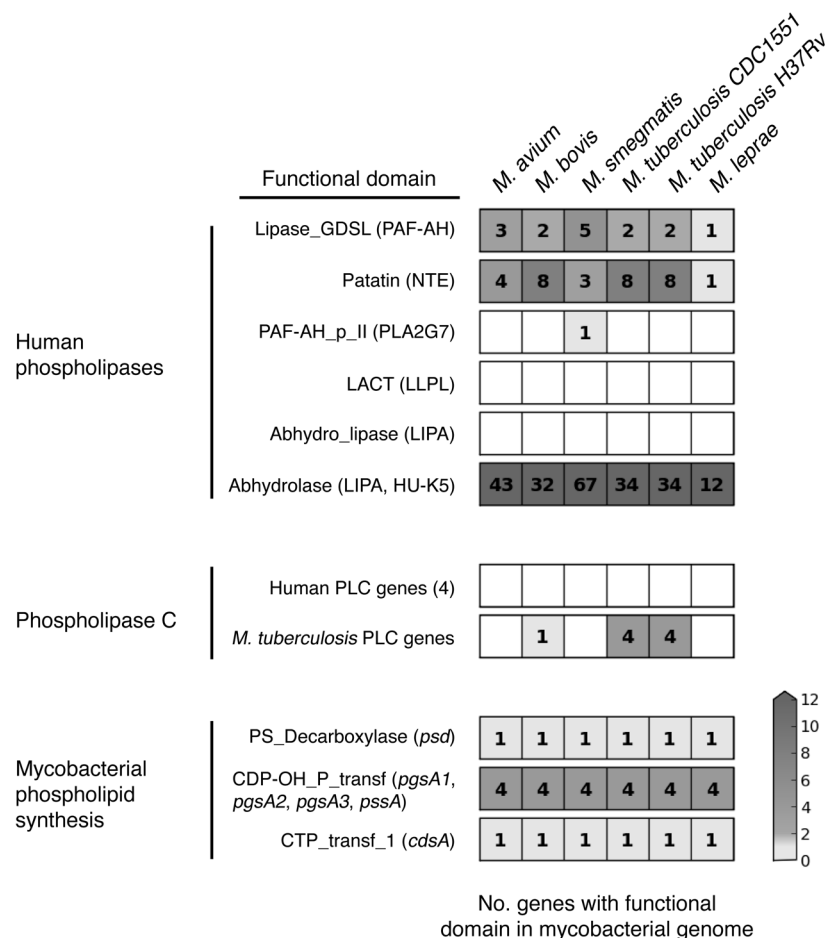 M. avium
M. bovis
M. smegmatis
M. tuberculosis CDC1551
M. tuberculosis H37Rv
M. leprae
Functional domain
Human
phospholipases
Lipase_GDSL (PAF-AH) 3 2 5 2 2 1
Patatin (NTE) 4 8 3 8 8 1
PAF-AH_p_II (PLA2G7) 1
LACT (LLPL)
Abhydro_lipase (LIPA)
Abhydrolase (LIPA, HU-K5) 43 32 67 34 34 12
Phospholipase C
Human PLC genes (4)
M. tuberculosis PLC genes 1 4 4
Mycobacterial
phospholipid
synthesis
PS_Decarboxylase (psd) 1 1 1 1 1 1
CDP-OH_P_transf (pgsA1,
pgsA2, pgsA3, pssA) 4 4 4 4 4 4
CTP_transf_1 (cdsA) 1 1 1 1 1 1
12
10
8
6
4
2
0
No. genes with functional
domain in mycobacterial genome